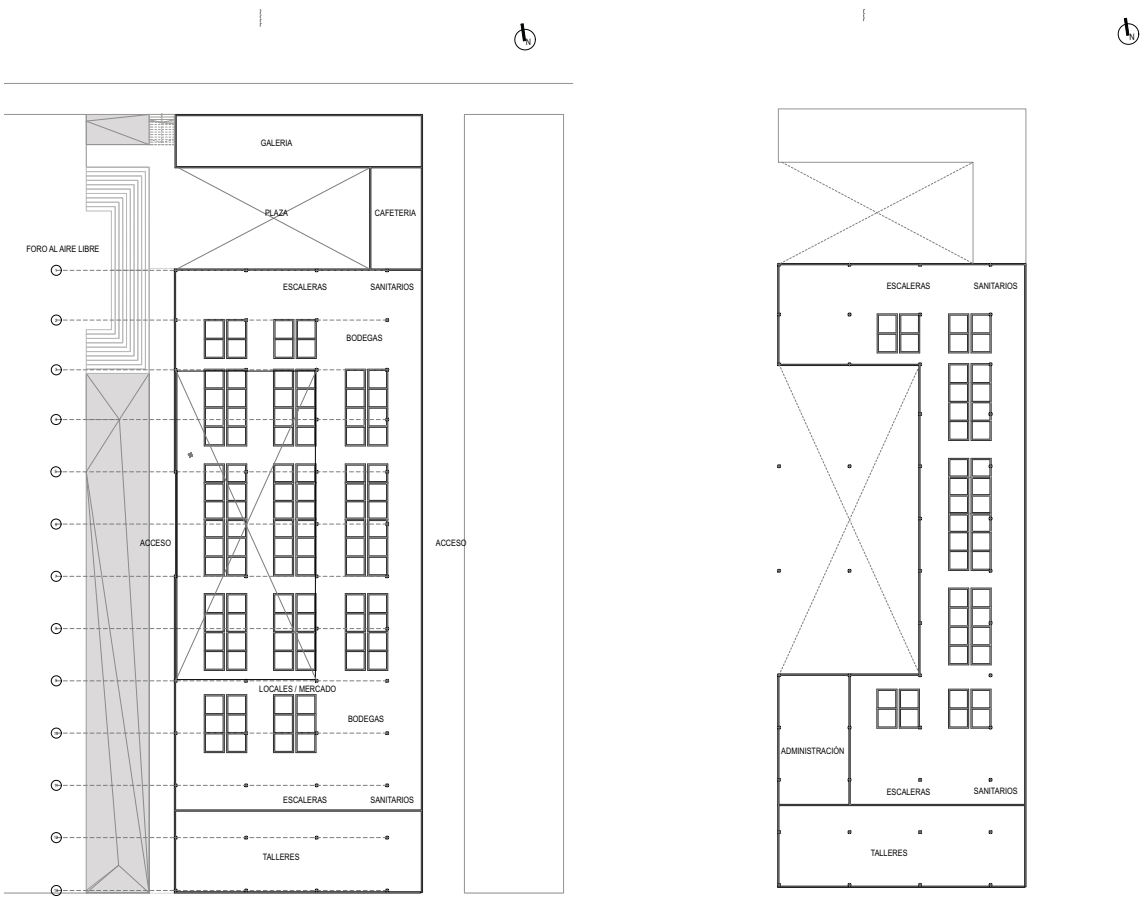 N
N
GALERIA
PLAZA
CAFETERIA
FORO AL AIRE LIBRE
ESCALERAS
SANITARIOS
BODEGAS
ACCESO
ACCESO
LOCALES / MERCADO
BODEGAS
ESCALERAS
SANITARIOS
TALLERES
ESCALERAS
SANITARIOS
ADMINISTRACIÓN
ESCALERAS
SANITARIOS
TALLERES